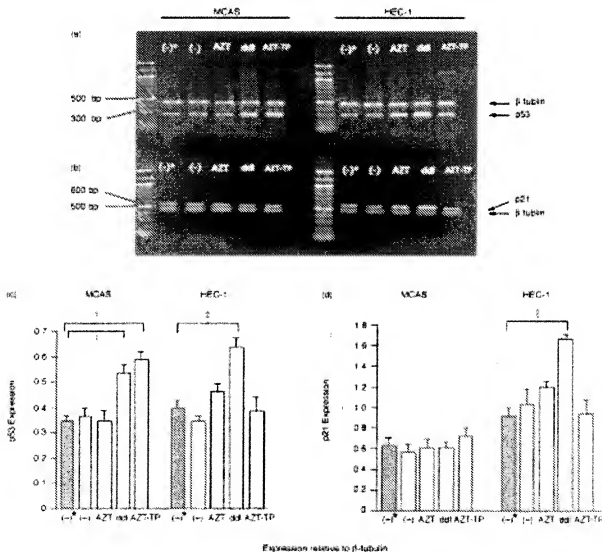 MCAS HEC-1
(a)
(-)* (-) AZT ddI AZT-TP (-)* (-) AZT ddI AZT-TP
500 bp
300 bp
β tublin
p53
(b)
(-)* (-) AZT ddI AZT-TP (-)* (-) AZT ddI AZT-TP
600 bp
500 bp
p21
β tublin
(c) MCAS HEC-1
p53 Expression
0.7
0.6
0.5
0.4
0.3
0.2
0.1
0
(-)* (-) AZT ddI AZT-TP (-)* (-) AZT ddI AZT-TP
(d) MCAS HEC-1
p21 Expression
1.8
1.6
1.4
1.2
1.0
0.8
0.6
0.4
0.2
0
(-)* (-) AZT ddI AZT-TP (-)* (-) AZT ddI AZT-TP
Expression relative to β-tubulin